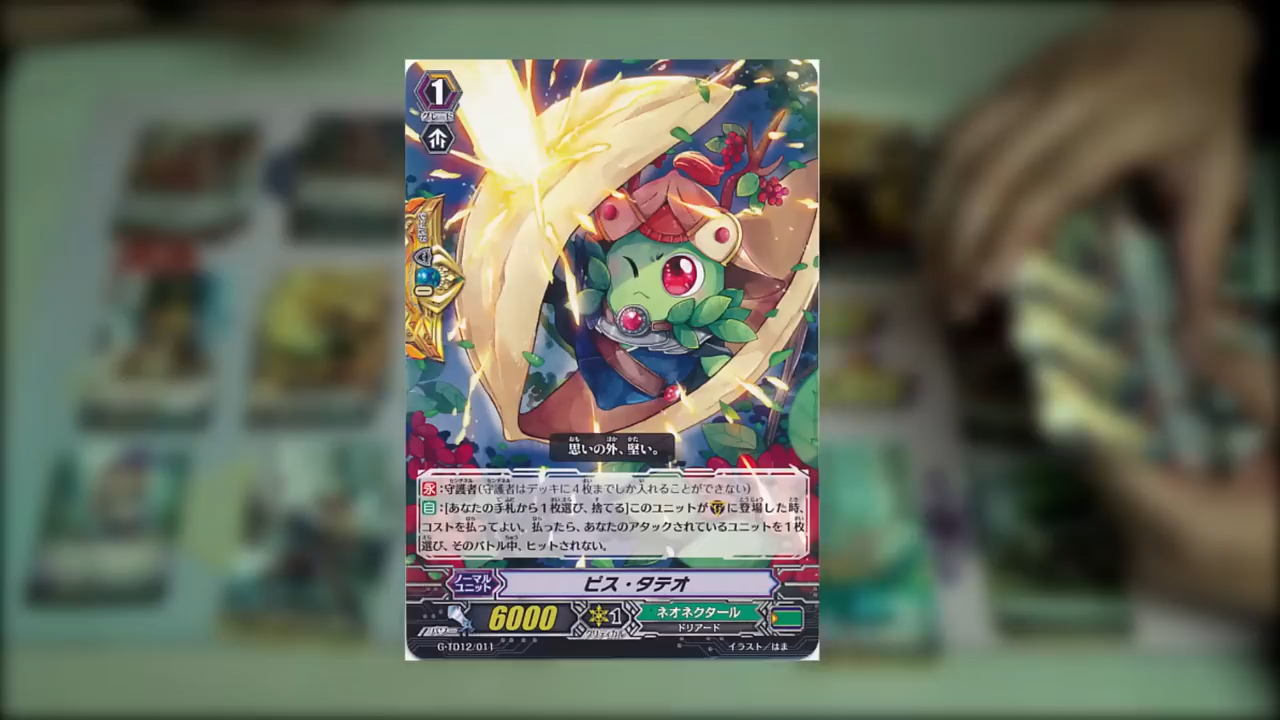 1
グレード
シールド
0
思いの外、堅い。
永:守護者(守護者はデッキに4枚までしか入れることができない)
自:[あなたの手札から1枚選び、捨てる]このユニットがⒼに登場した時、
コストを払ってよい。払ったら、あなたのアタックされているユニットを1枚
選び、そのバトル中、ヒットされない。
ノーマル
ユニット
ピス・タテオ
パワー 6000 1
クリティカル
ネオネクタール
ドリアード
G-TD12/011
イラスト/はま